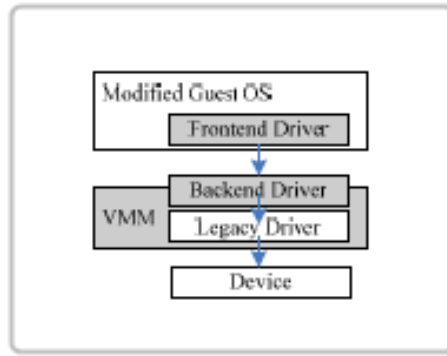 Modified Guest OS
Frontend Driver
Backend Driver
VMM
Legacy Driver
Device